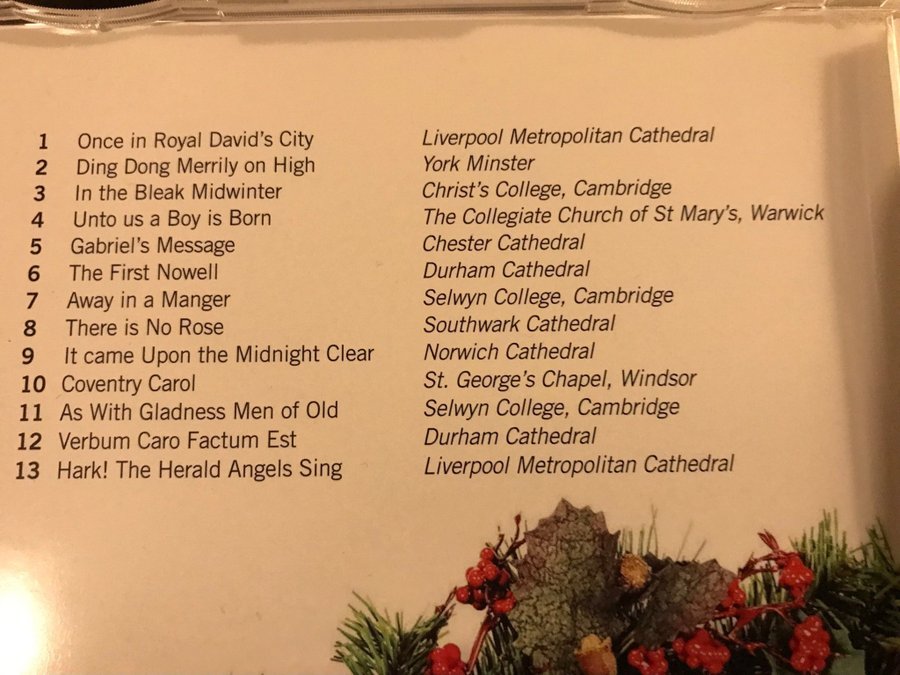 1 Once in Royal David's City Liverpool Metropolitan Cathedral
2 Ding Dong Merrily on High York Minster
3 In the Bleak Midwinter Christ's College, Cambridge
4 Unto us a Boy is Born The Collegiate Church of St Mary's, Warwick
5 Gabriel's Message Chester Cathedral
6 The First Nowell Durham Cathedral
7 Away in a Manger Selwyn College, Cambridge
8 There is No Rose Southwark Cathedral
9 It came Upon the Midnight Clear Norwich Cathedral
10 Coventry Carol St. George's Chapel, Windsor
11 As With Gladness Men of Old Selwyn College, Cambridge
12 Verbum Caro Factum Est Durham Cathedral
13 Hark! The Herald Angels Sing Liverpool Metropolitan Cathedral